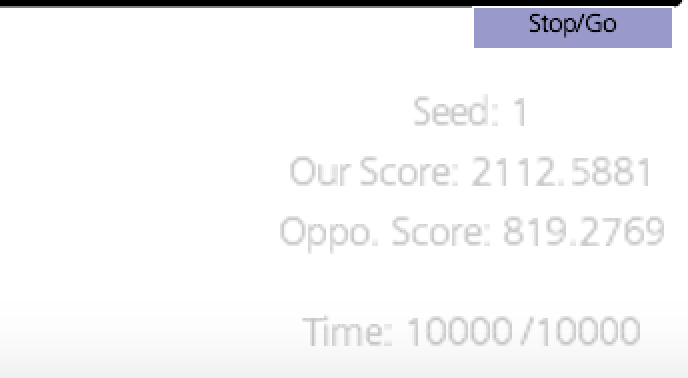 Stop/Go
Seed: 1
Our Score: 2112.5881
Oppo. Score: 819.2769
Time: 10000 /10000